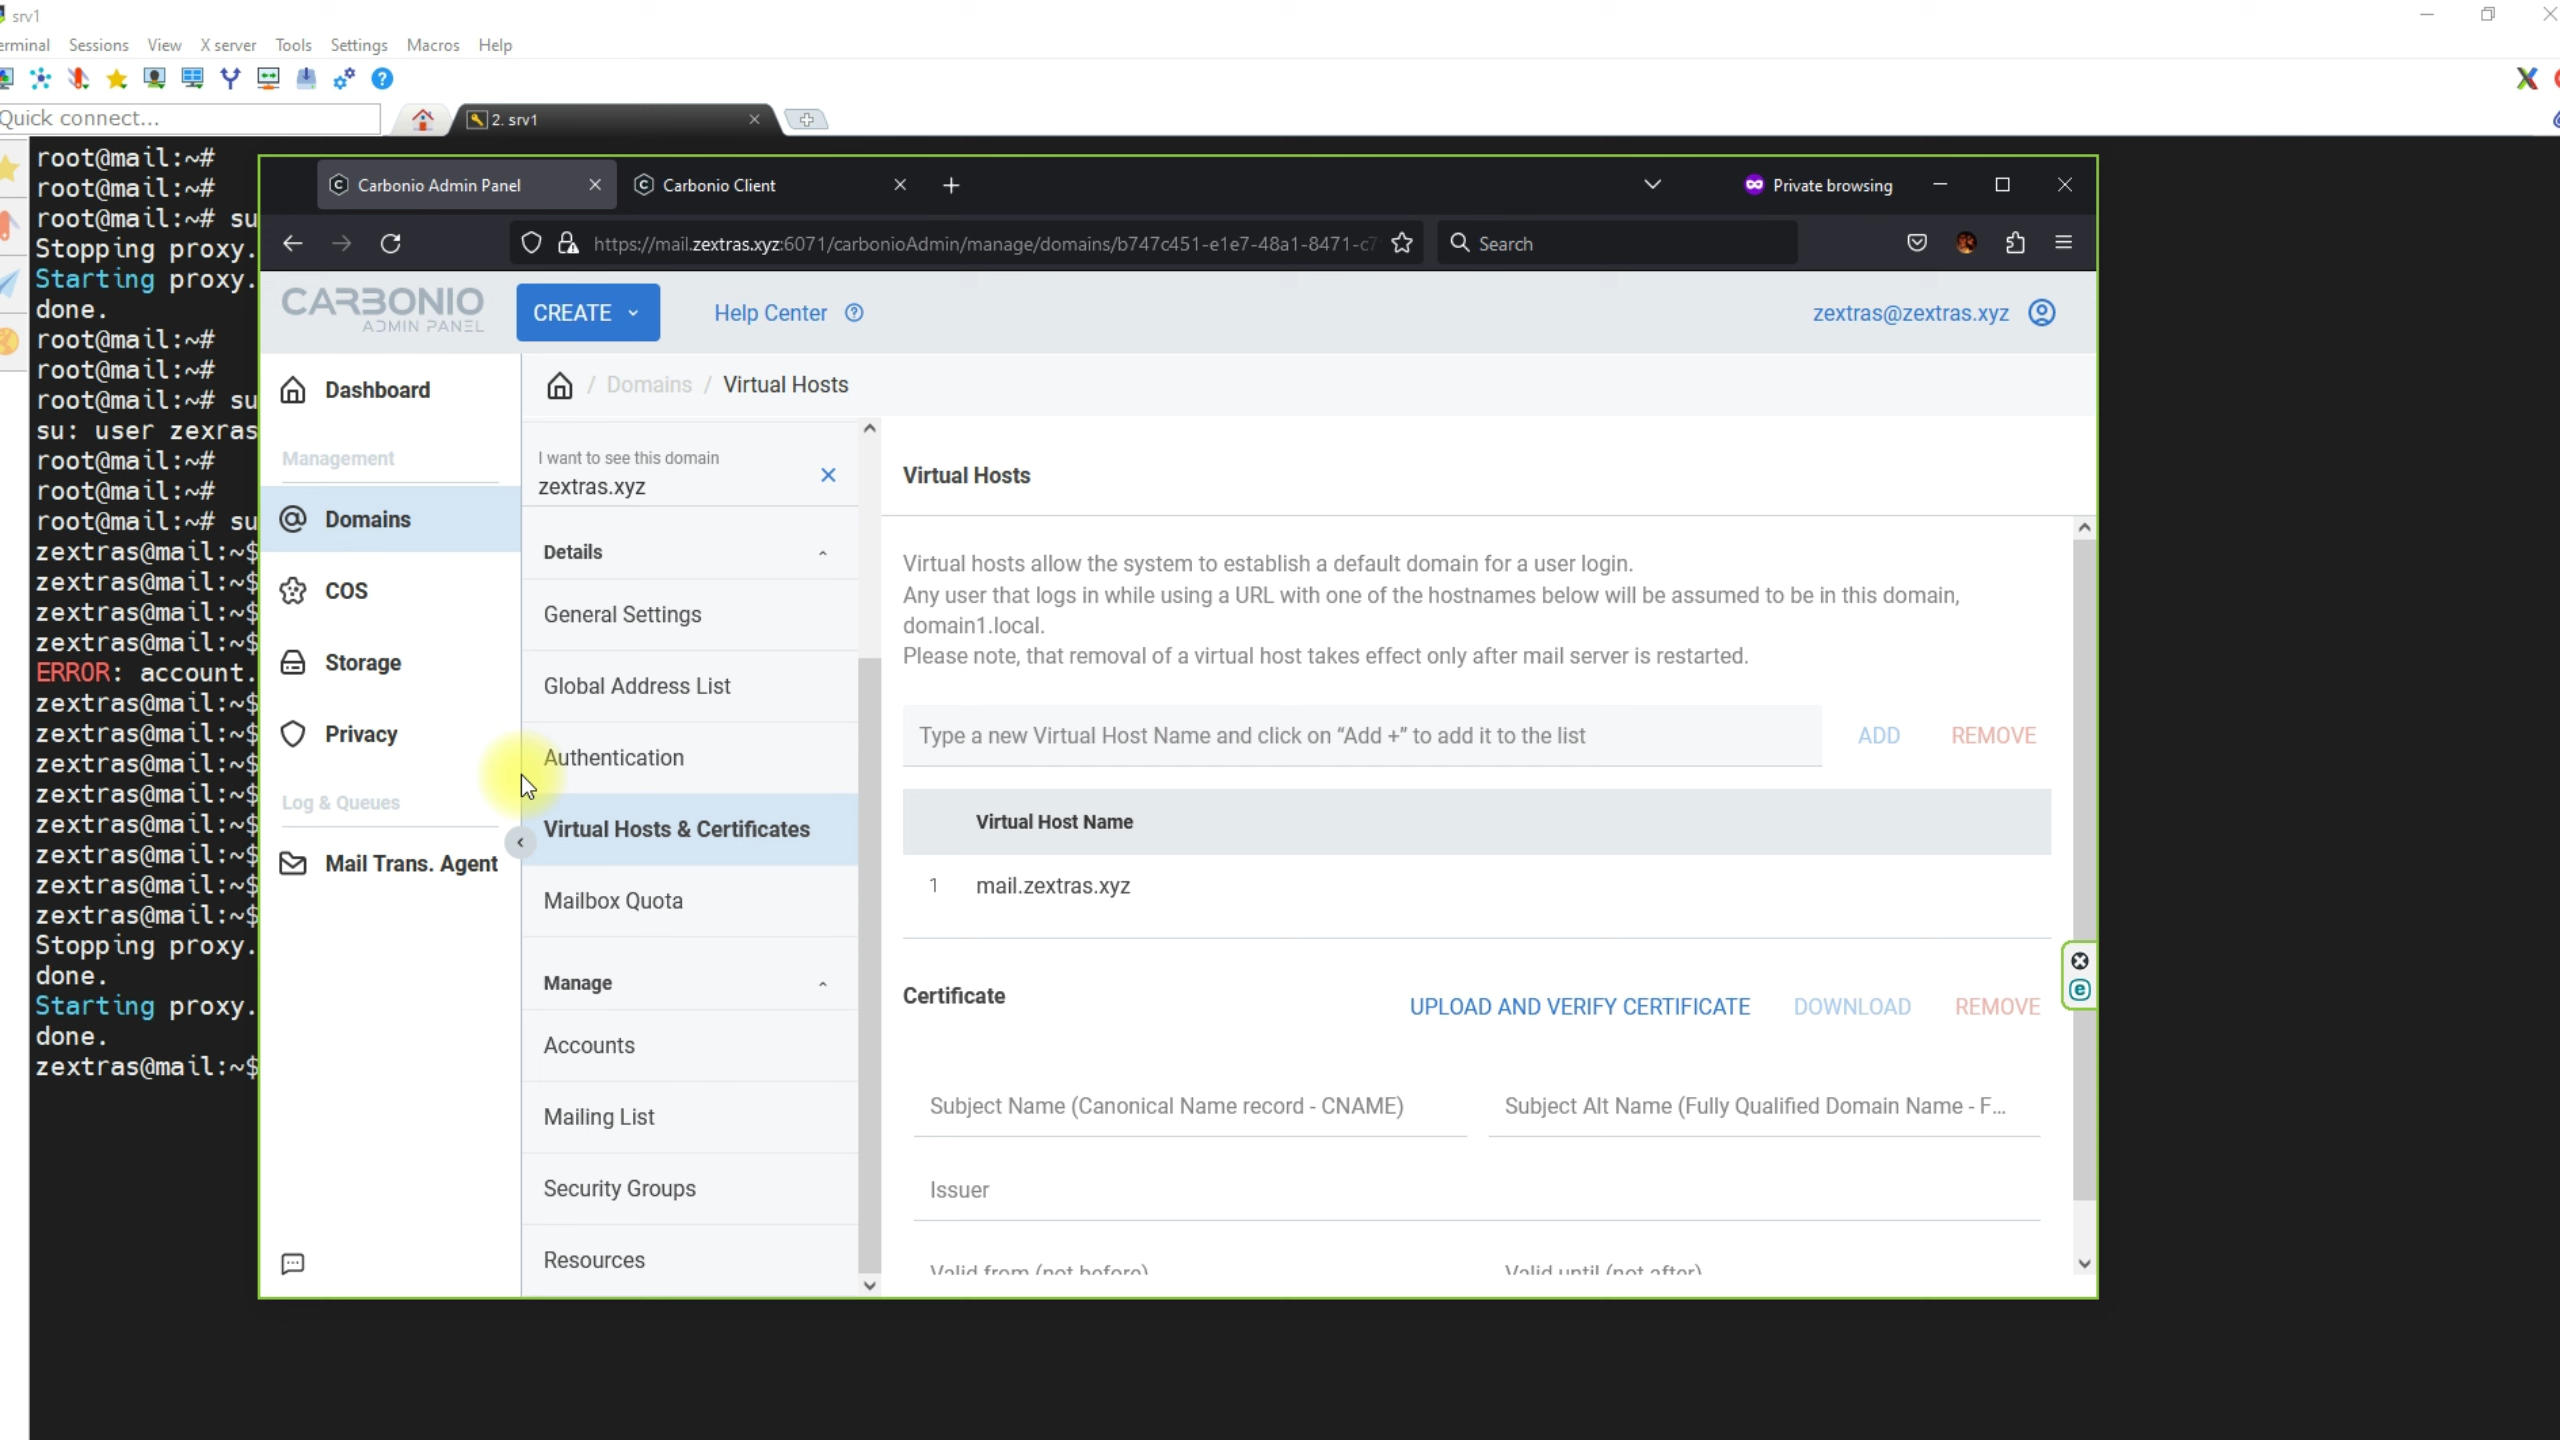 srv1
erminal Sessions View X server Tools Settings Macros Help
Quick connect...
2. srv1
root@mail:~#
root@mail:~#
root@mail:~# su
Stopping proxy.
Starting proxy.
done.
root@mail:~#
root@mail:~#
root@mail:~# su
su: user zexras
root@mail:~#
root@mail:~#
root@mail:~# su
zextras@mail:~$
zextras@mail:~$
zextras@mail:~$
zextras@mail:~$
ERROR: account.
zextras@mail:~$
zextras@mail:~$
zextras@mail:~$
zextras@mail:~$
zextras@mail:~$
zextras@mail:~$
zextras@mail:~$
zextras@mail:~$
Stopping proxy.
done.
Starting proxy.
done.
zextras@mail:~$
Carbonio Admin Panel
Carbonio Client
Private browsing
https://mail.zextras.xyz:6071/carbonioAdmin/manage/domains/b747c451-e1e7-48a1-8471-c7
Search
CARBONIO
ADMIN PANEL
CREATE
Help Center
zextras@zextras.xyz
Dashboard
Management
Domains
COS
Storage
Privacy
Log & Queues
Mail Trans. Agent
/ Domains / Virtual Hosts
I want to see this domain
zextras.xyz
Details
General Settings
Global Address List
Authentication
Virtual Hosts & Certificates
Mailbox Quota
Manage
Accounts
Mailing List
Security Groups
Resources
Virtual Hosts
Virtual hosts allow the system to establish a default domain for a user login.
Any user that logs in while using a URL with one of the hostnames below will be assumed to be in this domain,
domain1.local.
Please note, that removal of a virtual host takes effect only after mail server is restarted.
Type a new Virtual Host Name and click on “Add +” to add it to the list
ADD REMOVE
Virtual Host Name
1 mail.zextras.xyz
Certificate
UPLOAD AND VERIFY CERTIFICATE DOWNLOAD REMOVE
Subject Name (Canonical Name record - CNAME)
Subject Alt Name (Fully Qualified Domain Name - F...
Issuer
Valid from (not before)
Valid until (not after)